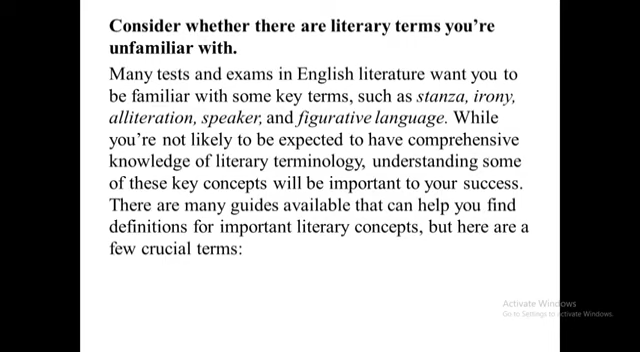 Consider whether there are literary terms you're
unfamiliar with.
Many tests and exams in English literature want you to
be familiar with some key terms, such as stanza, irony,
alliteration, speaker, and figurative language. While
you're not likely to be expected to have comprehensive
knowledge of literary terminology, understanding some
of these key concepts will be important to your success.
There are many guides available that can help you find
definitions for important literary concepts, but here are a
few crucial terms:
Activate Windows
Go to Settings to activate Windows.